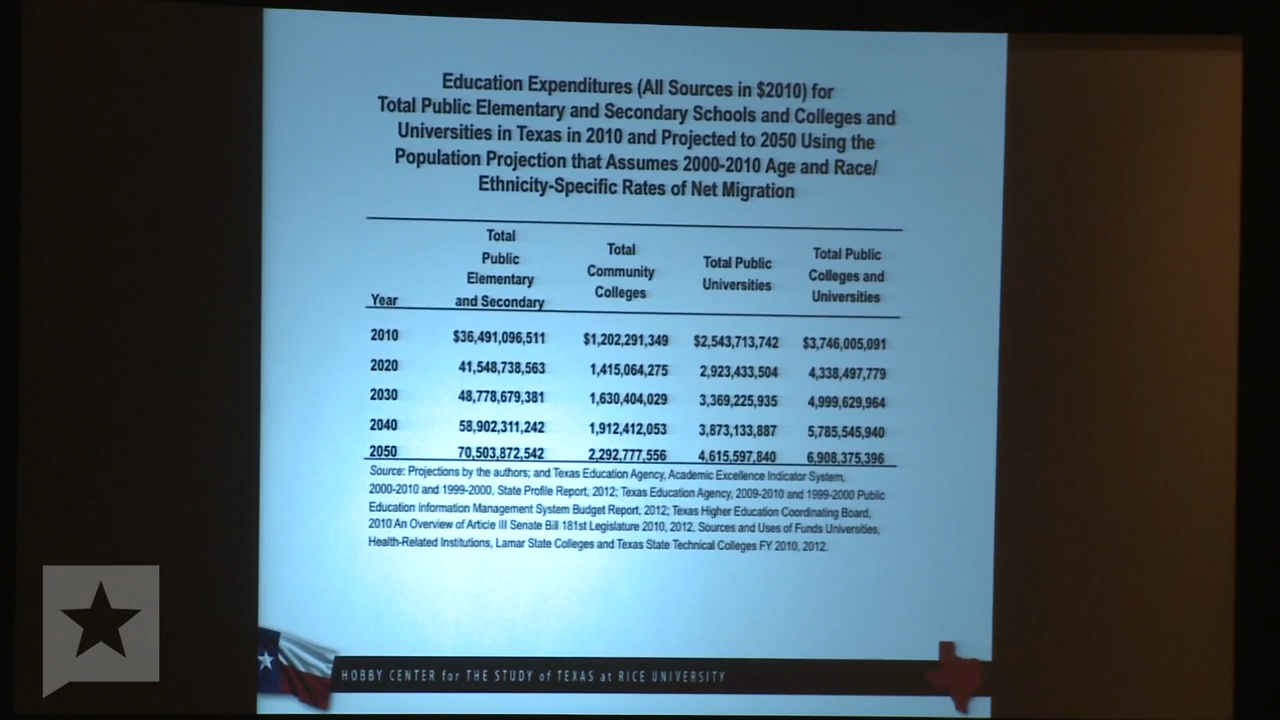 Education Expenditures (All Sources in $2010) for
Total Public Elementary and Secondary Schools and Colleges and
Universities in Texas in 2010 and Projected to 2050 Using the
Population Projection that Assumes 2000-2010 Age and Race/
Ethnicity-Specific Rates of Net Migration
Total
Public
Elementary
and Secondary
Total
Community
Colleges
Total Public
Universities
Total Public
Colleges and
Universities
Year
2010 $36,491,096,511 $1,202,291,349 $2,543,713,742 $3,746,005,091
2020 41,548,738,563 1,415,064,275 2,923,433,504 4,338,497,779
2030 48,778,679,381 1,630,404,029 3,369,225,935 4,999,629,964
2040 58,902,311,242 1,912,412,053 3,873,133,887 5,785,545,940
2050 70,503,872,542 2,292,777,556 4,615,597,840 6,908,375,396
Source: Projections by the authors; and Texas Education Agency, Academic Excellence Indicator System,
2000-2010 and 1999-2000, State Profile Report, 2012; Texas Education Agency, 2009-2010 and 1999-2000 Public
Education Information Management System Budget Report, 2012; Texas Higher Education Coordinating Board,
2010 An Overview of Article III Senate Bill 181st Legislature 2010, 2012, Sources and Uses of Funds Universities,
Health-Related Institutions, Lamar State Colleges and Texas State Technical Colleges FY 2010, 2012.
HOBBY CENTER for THE STUDY of TEXAS at RICE UNIVERSITY